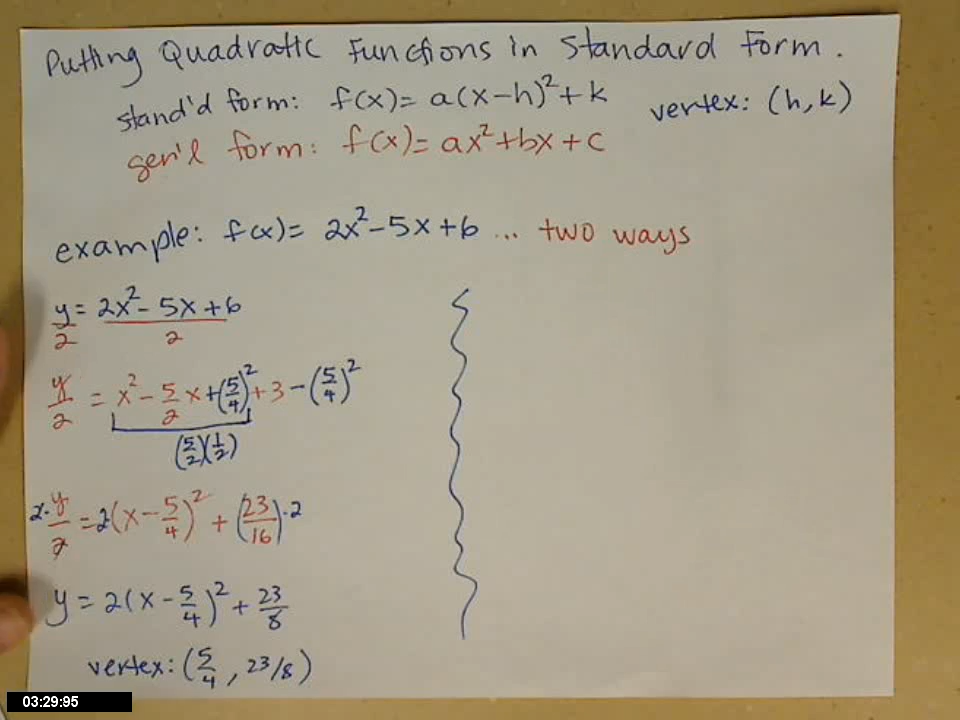 Putting Quadratic Functions in Standard Form.
stand'd form: f(x) = a(x-h)² + k vertex: (h, k)
gen'l form: f(x) = ax² + bx + c
example: f(x) = 2x² - 5x + 6 ... two ways
y/2 = 2x² - 5x + 6 / 2
y/2 = x² - 5/2 x + (5/4)² + 3 - (5/4)²
(5/2)(1/2)
2 · y/2 = 2(x - 5/4)² + (23/16) · 2
y = 2(x - 5/4)² + 23/8
vertex: (5/4, 23/8)
03:29:95